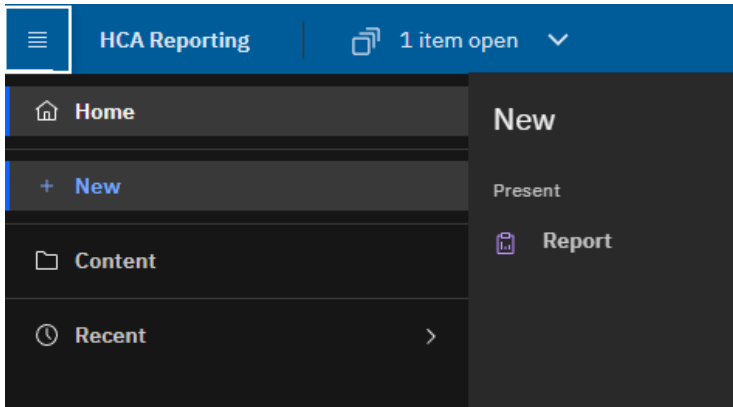 HCA Reporting
1 item open
Home
New
Content
Recent
New
Present
Report